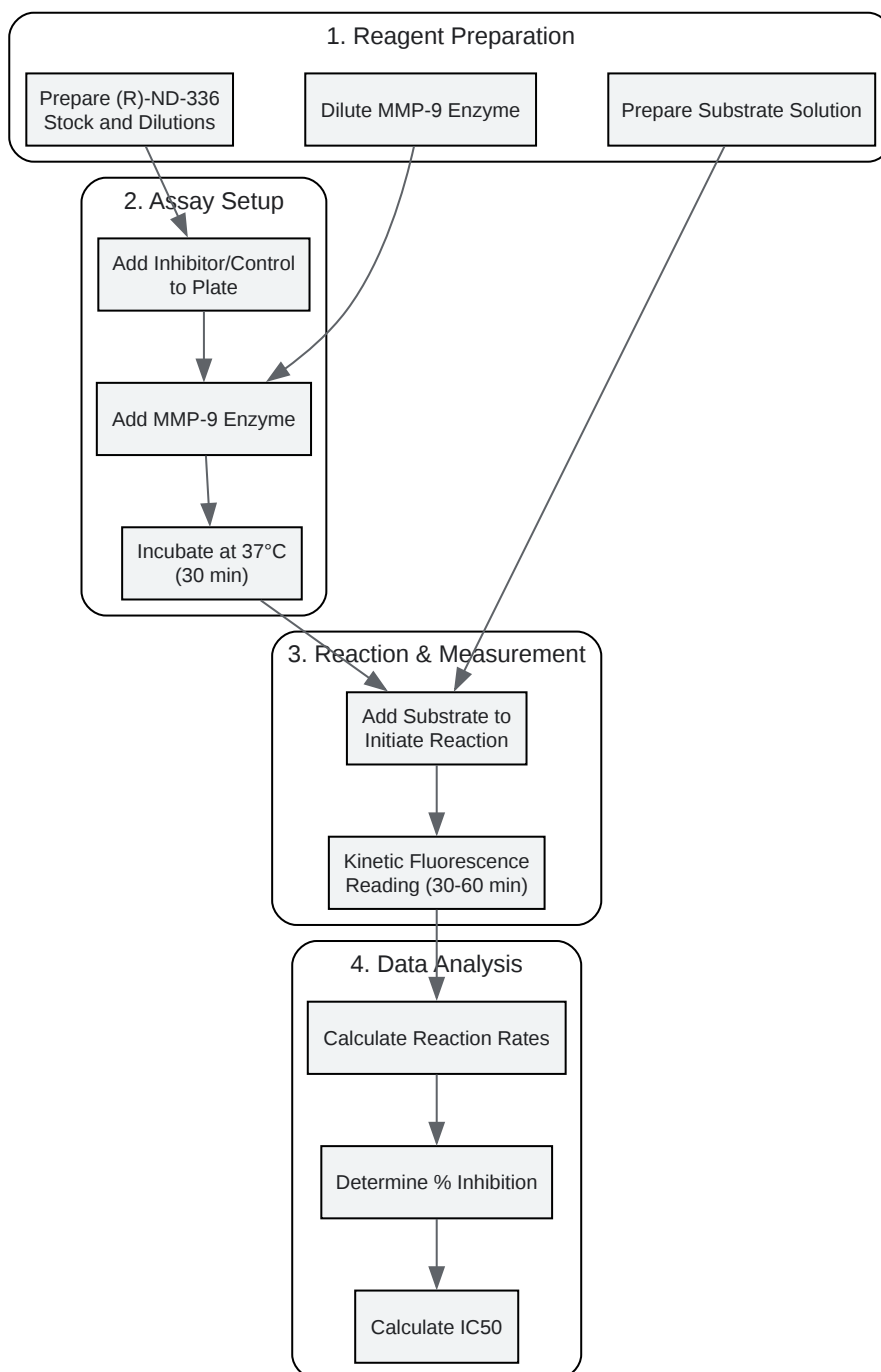 1. Reagent Preparation
Prepare (R)-ND-336
Stock and Dilutions
Dilute MMP-9 Enzyme
Prepare Substrate Solution
2. Assay Setup
Add Inhibitor/Control
to Plate
Add MMP-9 Enzyme
Incubate at 37°C
(30 min)
3. Reaction & Measurement
Add Substrate to
Initiate Reaction
Kinetic Fluorescence
Reading (30-60 min)
4. Data Analysis
Calculate Reaction Rates
Determine % Inhibition
Calculate IC50